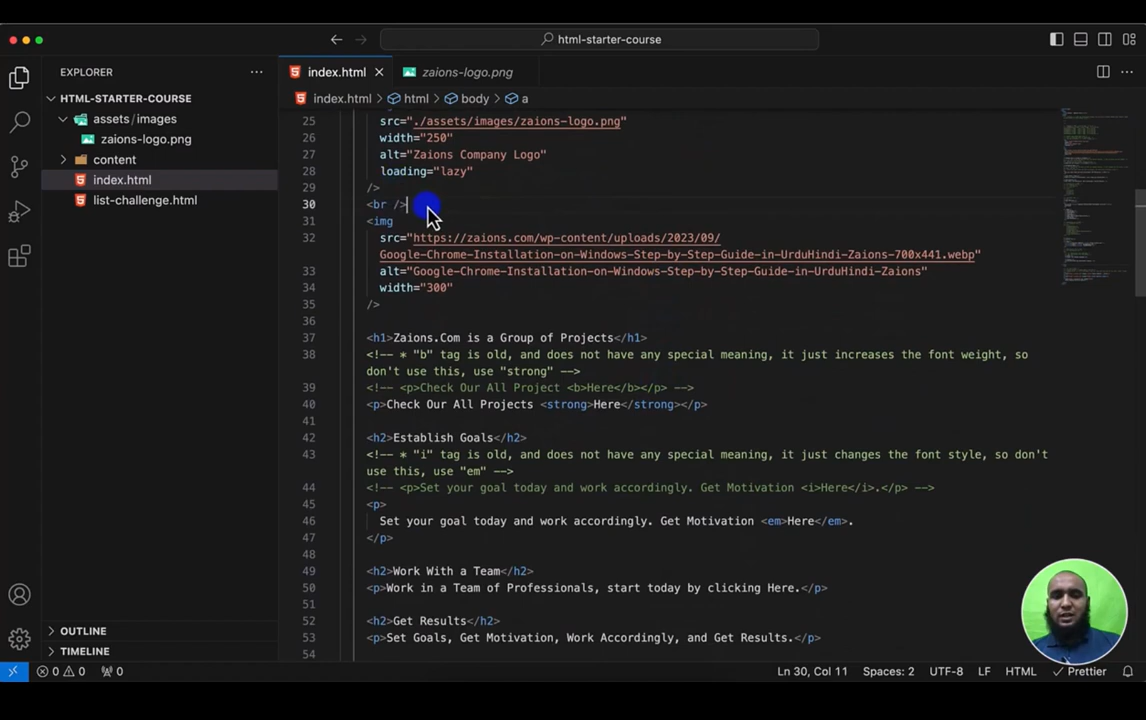 html-starter-course
EXPLORER
index.html
zaions-logo.png
HTML-STARTER-COURSE
index.html > html > body > a
assets/images
zaions-logo.png
content
index.html
list-challenge.html
25 src="./assets/images/zaions-logo.png"
26 width="250"
27 alt="Zaions Company Logo"
28 loading="lazy"
29 />
30 <br />
31 <img
32 src="https://zaions.com/wp-content/uploads/2023/09/
Google-Chrome-Installation-on-Windows-Step-by-Step-Guide-in-UrduHindi-Zaions-700x441.webp"
33 alt="Google-Chrome-Installation-on-Windows-Step-by-Step-Guide-in-UrduHindi-Zaions"
34 width="300"
35 />
36
37 <h1>Zaions.Com is a Group of Projects</h1>
38 <!-- * "b" tag is old, and does not have any special meaning, it just increases the font weight, so
don't use this, use "strong" -->
39 <!-- <p>Check Our All Project <b>Here</b></p> -->
40 <p>Check Our All Projects <strong>Here</strong></p>
41
42 <h2>Establish Goals</h2>
43 <!-- * "i" tag is old, and does not have any special meaning, it just changes the font style, so don't
use this, use "em" -->
44 <!-- <p>Set your goal today and work accordingly. Get Motivation <i>Here</i>.</p> -->
45 <p>
46 Set your goal today and work accordingly. Get Motivation <em>Here</em>.
47 </p>
48
49 <h2>Work With a Team</h2>
50 <p>Work in a Team of Professionals, start today by clicking Here.</p>
51
52 <h2>Get Results</h2>
53 <p>Set Goals, Get Motivation, Work Accordingly, and Get Results.</p>
54
OUTLINE
TIMELINE
0 0 0
Ln 30, Col 11 Spaces: 2 UTF-8 LF HTML Prettier